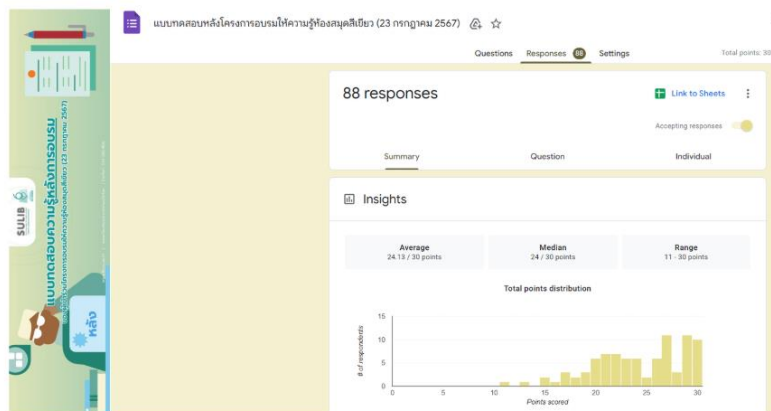 แบบทดสอบหลังโครงการอบรมให้ความรู้ห้องสมุดสีเขียว (23 กรกฎาคม 2567)
Questions Responses 88 Settings Total points: 30
88 responses
Link to Sheets
Accepting responses
Summary Question Individual
Insights
Average Median Range
24.13 / 30 points 24 / 30 points 11 - 30 points
Total points distribution
# of respondents
15
10
5
0
0 5 10 15 20 25 30
Points scored
SULIB
แบบทดสอบความรู้หลังการอบรม
หลัง